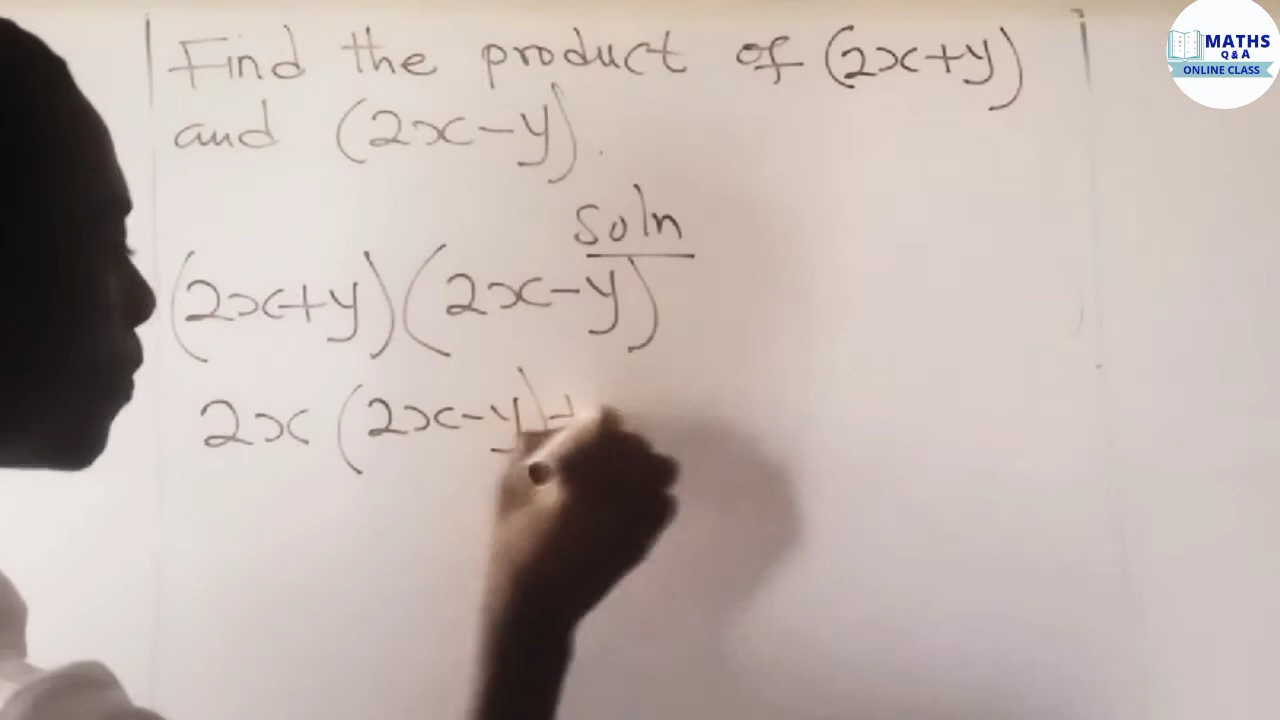 Find the product of (2x+y)
and (2x-y).
soln
(2x+y)(2x-y)
2x(2x-y)+
MATHS
Q & A
ONLINE CLASS